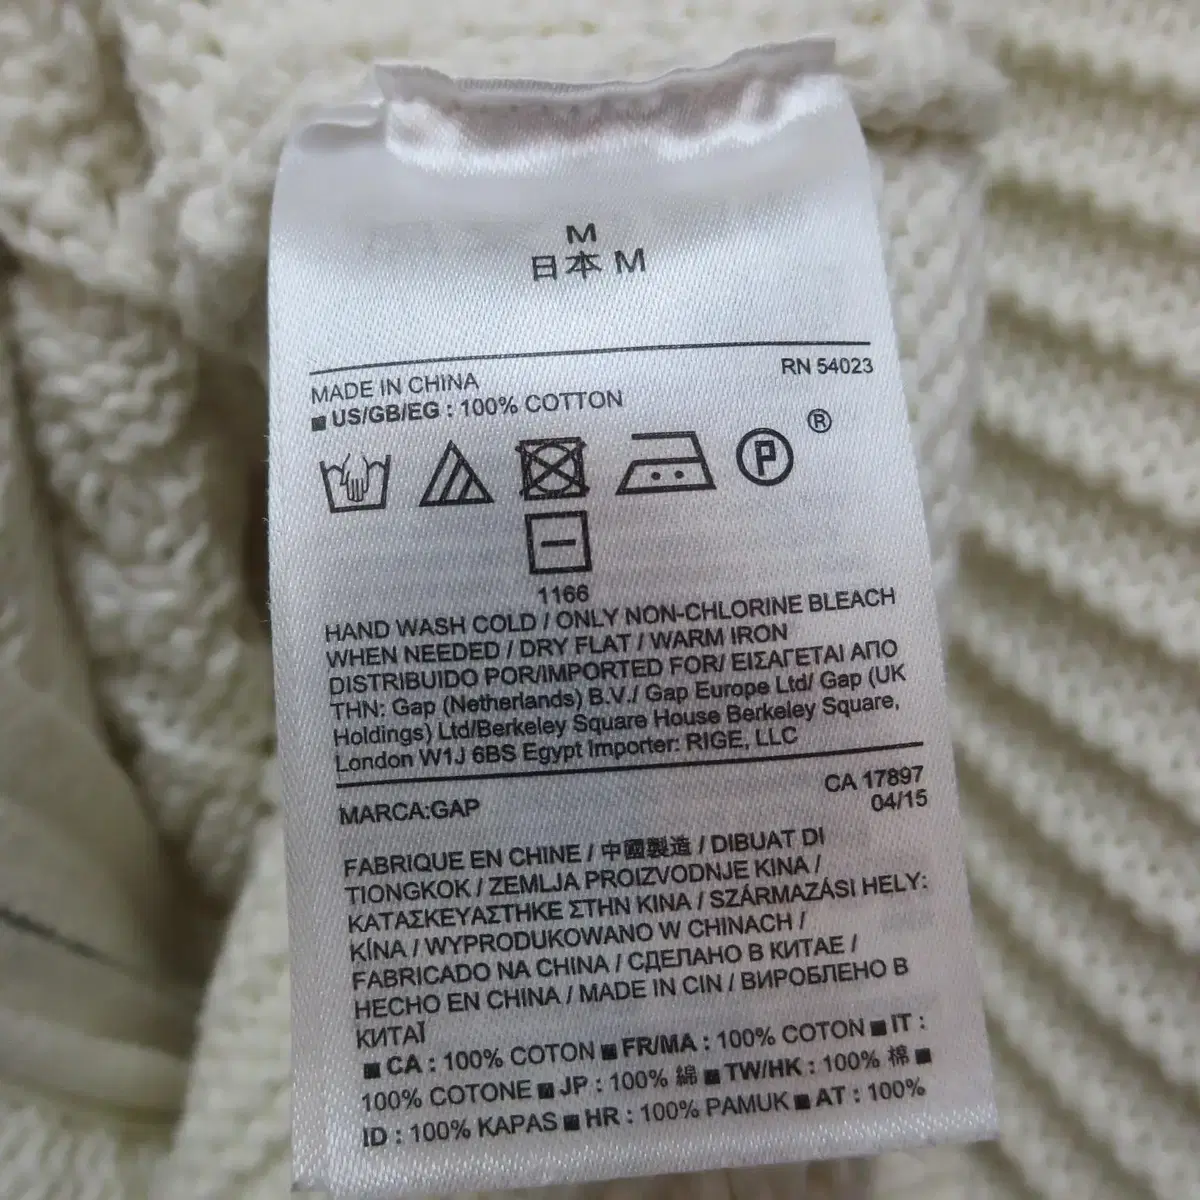 M
日本 M
RN 54023
MADE IN CHINA
■ US/GB/EG : 100% COTTON
P ®
1166
HAND WASH COLD / ONLY NON-CHLORINE BLEACH
WHEN NEEDED / DRY FLAT / WARM IRON
DISTRIBUIDO POR/IMPORTED FOR/ ΕΙΣΑΓΕΤΑΙ ΑΠΟ
THN: Gap (Netherlands) B.V./ Gap Europe Ltd/ Gap (UK
Holdings) Ltd/Berkeley Square House Berkeley Square,
London W1J 6BS Egypt Importer: RIGE, LLC
CA 17897
MARCA:GAP
04/15
FABRIQUE EN CHINE / 中國製造 / DIBUAT DI
TIONGKOK / ZEMLJA PROIZVODNJE KINA /
ΚΑΤΑΣΚΕΥΑΣΤΗΚΕ ΣΤΗΝ ΚΙΝΑ / SZÁRMAZÁSI HELY:
KÍNA / WYPRODUKOWANO W CHINACH /
FABRICADO NA CHINA / СДЕЛАНО В КИТАЕ /
HECHO EN CHINA / MADE IN CIN / ВИРОБЛЕНО В
КИТАЇ
■ CA : 100% COTON ■ FR/MA : 100% COTON ■ IT :
100% COTONE ■ JP : 100% 綿 ■ TW/HK : 100% 棉 ■
ID : 100% KAPAS ■ HR : 100% PAMUK ■ AT : 100%